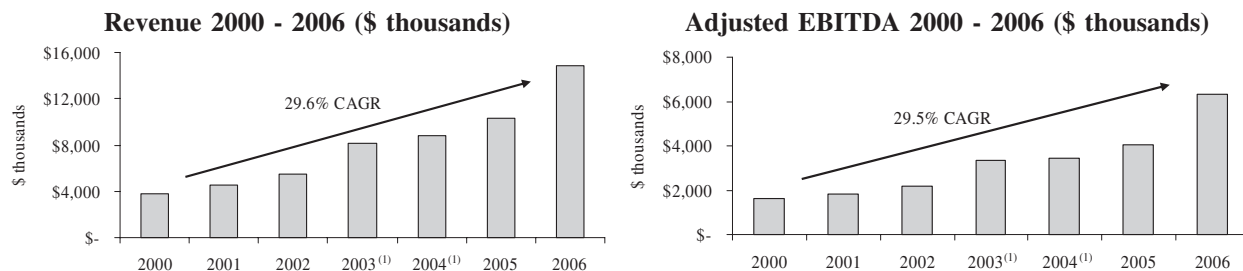 Revenue 2000 - 2006 ($ thousands)
$16,000
$12,000
$8,000
$4,000
$-
$ thousands
29.6% CAGR
2000 2001 2002 2003 (1) 2004 (1) 2005 2006
Adjusted EBITDA 2000 - 2006 ($ thousands)
$8,000
$6,000
$4,000
$2,000
$-
$ thousands
29.5% CAGR
2000 2001 2002 2003 (1) 2004 (1) 2005 2006